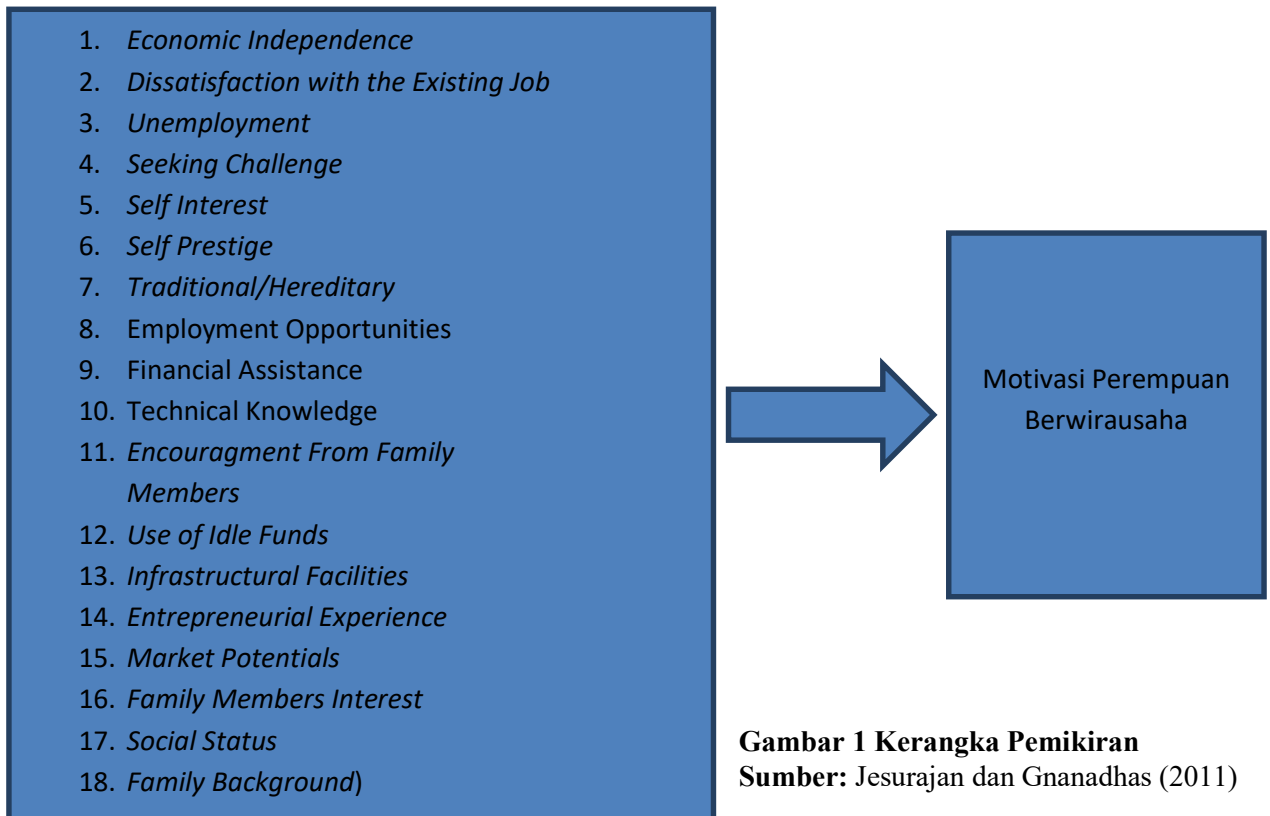 1. Economic Independence
2. Dissatisfaction with the Existing Job
3. Unemployment
4. Seeking Challenge
5. Self Interest
6. Self Prestige
7. Traditional/Hereditary
8. Employment Opportunities
9. Financial Assistance
10. Technical Knowledge
11. Encouragment From Family
Members
12. Use of Idle Funds
13. Infrastructural Facilities
14. Entrepreneurial Experience
15. Market Potentials
16. Family Members Interest
17. Social Status
18. Family Background)
Motivasi Perempuan
Berwirausaha
Gambar 1 Kerangka Pemikiran
Sumber: Jesurajan dan Gnanadhas (2011)